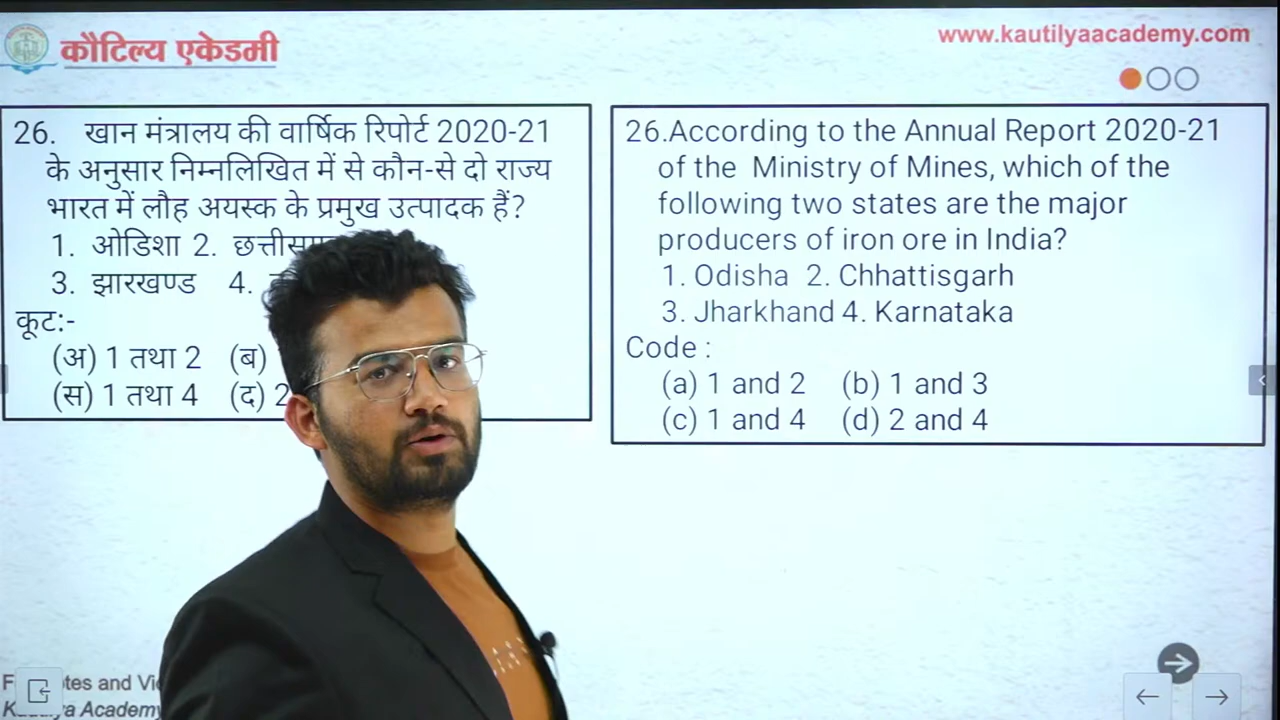 कौटिल्य एकेडमी
www.kautilyaacademy.com
26. खान मंत्रालय की वार्षिक रिपोर्ट 2020-21
के अनुसार निम्नलिखित में से कौन-से दो राज्य
भारत में लौह अयस्क के प्रमुख उत्पादक हैं?
1. ओडिशा 2.
3. झारखण्ड 4.
कूट:-
(अ) 1 तथा 2 (ब)
(स) 1 तथा 4 (द) 2
26.According to the Annual Report 2020-21
of the Ministry of Mines, which of the
following two states are the major
producers of iron ore in India?
1. Odisha 2. Chhattisgarh
3. Jharkhand 4. Karnataka
Code :
(a) 1 and 2 (b) 1 and 3
(c) 1 and 4 (d) 2 and 4
and
Academy